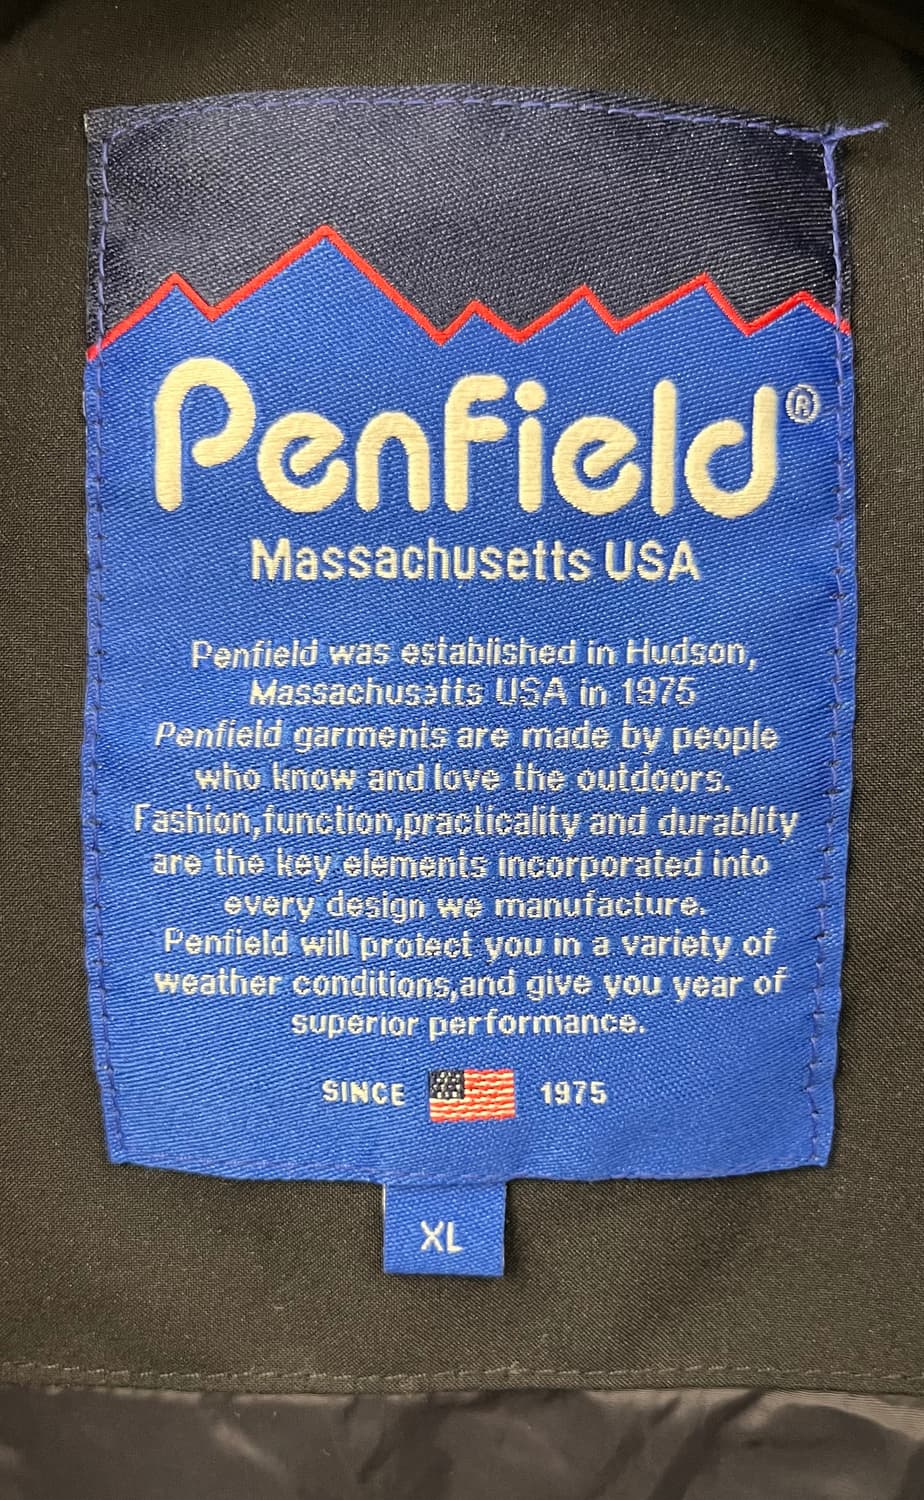 Penfield®
Massachusetts USA
Penfield was established in Hudson,
Massachusetts USA in 1975
Penfield garments are made by people
who know and love the outdoors.
Fashion,function,practicality and durablity
are the key elements incorporated into
every design we manufacture.
Penfield will protect you in a variety of
weather conditions,and give you year of
superior performance.
SINCE 1975
XL